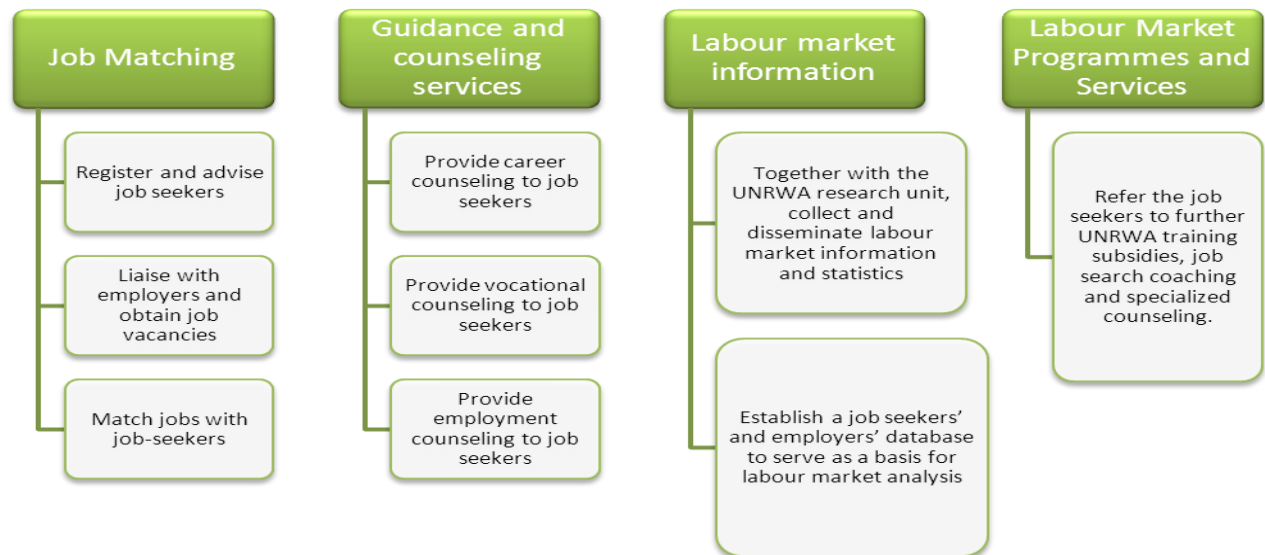 Job Matching
Register and advise
job seekers
Liaise with
employers and
obtain job
vacancies
Match jobs with
job-seekers
Guidance and
counseling
services
Provide career
counseling to job
seekers
Provide vocational
counseling to job
seekers
Provide
employment
counseling to job
seekers
Labour market
information
Together with the
UNRWA research unit,
collect and
disseminate labour
market information
and statistics
Establish a job seekers’
and employers’ database
to serve as a basis for
labour market analysis
Labour Market
Programmes and
Services
Refer the job
seekers to further
UNRWA training
subsidies, job
search coaching
and specialized
counseling.